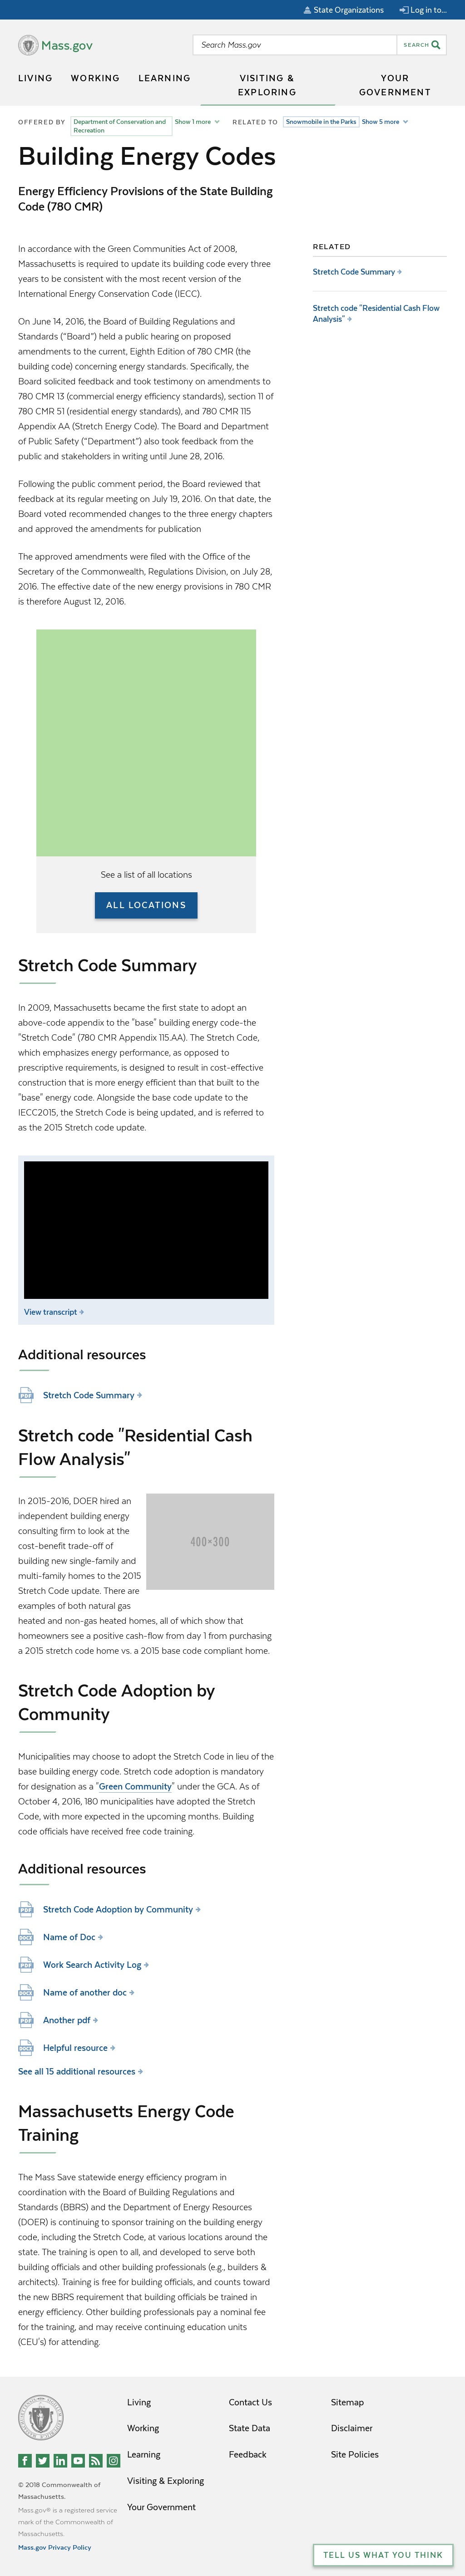 State Organizations
Log in to...
Mass.gov
Search Mass.gov
SEARCH
LIVING
WORKING
LEARNING
VISITING &
EXPLORING
YOUR
GOVERNMENT
OFFERED BY
Department of Conservation and
Recreation
Show 1 more
RELATED TO
Snowmobile in the Parks
Show 5 more
Building Energy Codes
Energy Efficiency Provisions of the State Building
Code (780 CMR)
In accordance with the Green Communities Act of 2008,
Massachusetts is required to update its building code every three
years to be consistent with the most recent version of the
International Energy Conservation Code (IECC).
On June 14, 2016, the Board of Building Regulations and
Standards ("Board") held a public hearing on proposed
amendments to the current, Eighth Edition of 780 CMR (the
building code) concerning energy standards. Specifically, the
Board solicited feedback and took testimony on amendments to
780 CMR 13 (commercial energy efficiency standards), section 11 of
780 CMR 51 (residential energy standards), and 780 CMR 115
Appendix AA (Stretch Energy Code). The Board and Department
of Public Safety ("Department") also took feedback from the
public and stakeholders in writing until June 28, 2016.
Following the public comment period, the Board reviewed that
feedback at its regular meeting on July 19, 2016. On that date, the
Board voted recommended changes to the three energy chapters
and approved the amendments for publication
The approved amendments were filed with the Office of the
Secretary of the Commonwealth, Regulations Division, on July 28,
2016. The effective date of the new energy provisions in 780 CMR
is therefore August 12, 2016.
RELATED
Stretch Code Summary
Stretch code "Residential Cash Flow
Analysis"
See a list of all locations
ALL LOCATIONS
Stretch Code Summary
In 2009, Massachusetts became the first state to adopt an
above-code appendix to the "base" building energy code-the
"Stretch Code" (780 CMR Appendix 115.AA). The Stretch Code,
which emphasizes energy performance, as opposed to
prescriptive requirements, is designed to result in cost-effective
construction that is more energy efficient than that built to the
"base" energy code. Alongside the base code update to the
IECC2015, the Stretch Code is being updated, and is referred to
as the 2015 Stretch code update.
View transcript
Additional resources
PDF
Stretch Code Summary
Stretch code "Residential Cash
Flow Analysis"
In 2015-2016, DOER hired an
independent building energy
consulting firm to look at the
cost-benefit trade-off of
building new single-family and
multi-family homes to the 2015
Stretch Code update. There are
examples of both natural gas
heated and non-gas heated homes, all of which show that
homeowners see a positive cash-flow from day 1 from purchasing
a 2015 stretch code home vs. a 2015 base code compliant home.
400×300
Stretch Code Adoption by
Community
Municipalities may choose to adopt the Stretch Code in lieu of the
base building energy code. Stretch code adoption is mandatory
for designation as a "Green Community" under the GCA. As of
October 4, 2016, 180 municipalities have adopted the Stretch
Code, with more expected in the upcoming months. Building
code officials have received free code training.
Additional resources
PDF
Stretch Code Adoption by Community
DOCX
Name of Doc
PDF
Work Search Activity Log
DOCX
Name of another doc
PDF
Another pdf
DOCX
Helpful resource
See all 15 additional resources
Massachusetts Energy Code
Training
The Mass Save statewide energy efficiency program in
coordination with the Board of Building Regulations and
Standards (BBRS) and the Department of Energy Resources
(DOER) is continuing to sponsor training on the building energy
code, including the Stretch Code, at various locations around the
state. The training is open to all, and developed to serve both
building officials and other building professionals (e.g., builders &
architects). Training is free for building officials, and counts toward
the new BBRS requirement that building officials be trained in
energy efficiency. Other building professionals pay a nominal fee
for the training, and may receive continuing education units
(CEU's) for attending.
Living
Working
Learning
Visiting & Exploring
Your Government
Contact Us
State Data
Feedback
Sitemap
Disclaimer
Site Policies
© 2018 Commonwealth of
Massachusetts.
Mass.gov® is a registered service
mark of the Commonwealth of
Massachusetts.
Mass.gov Privacy Policy
TELL US WHAT YOU THINK